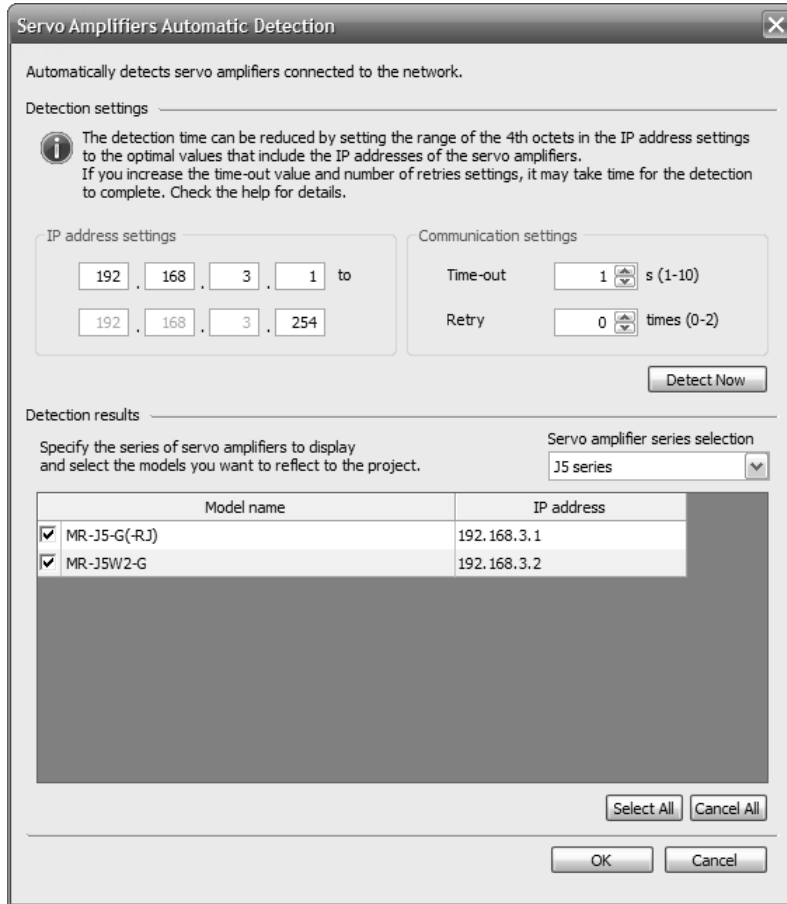 Servo Amplifiers Automatic Detection
Automatically detects servo amplifiers connected to the network.
Detection settings
The detection time can be reduced by setting the range of the 4th octets in the IP address settings
to the optimal values that include the IP addresses of the servo amplifiers.
If you increase the time-out value and number of retries settings, it may take time for the detection
to complete. Check the help for details.
IP address settings
192 . 168 . 3 . 1 to
192 . 168 . 3 . 254
Communication settings
Time-out 1 s (1-10)
Retry 0 times (0-2)
Detect Now
Detection results
Specify the series of servo amplifiers to display
and select the models you want to reflect to the project.
Servo amplifier series selection
J5 series
Model name IP address
MR-J5-G(-RJ) 192.168.3.1
MR-J5W2-G 192.168.3.2
Select All Cancel All
OK Cancel